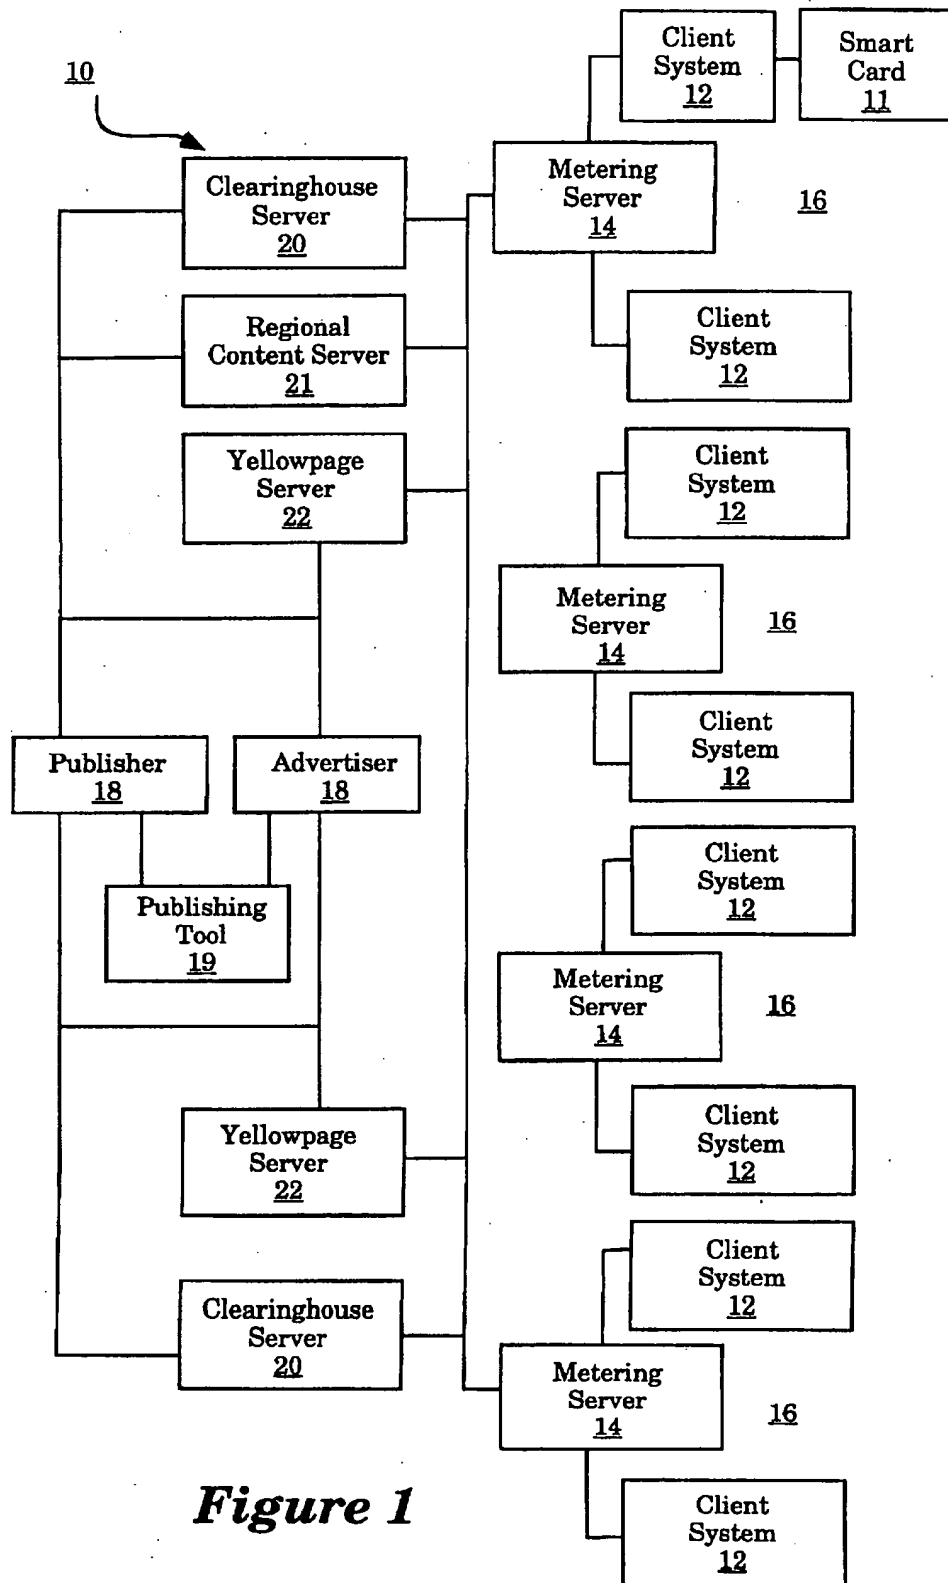 10
Clearinghouse
Server
20
Regional
Content Server
21
Yellowpage
Server
22
Publisher
18
Advertiser
18
Publishing
Tool
19
Yellowpage
Server
22
Clearinghouse
Server
20
Client
System
12
Smart
Card
11
Metering
Server
14
16
Client
System
12
Client
System
12
Metering
Server
14
16
Client
System
12
Client
System
12
Metering
Server
14
16
Client
System
12
Client
System
12
Metering
Server
14
16
Client
System
12
Figure 1